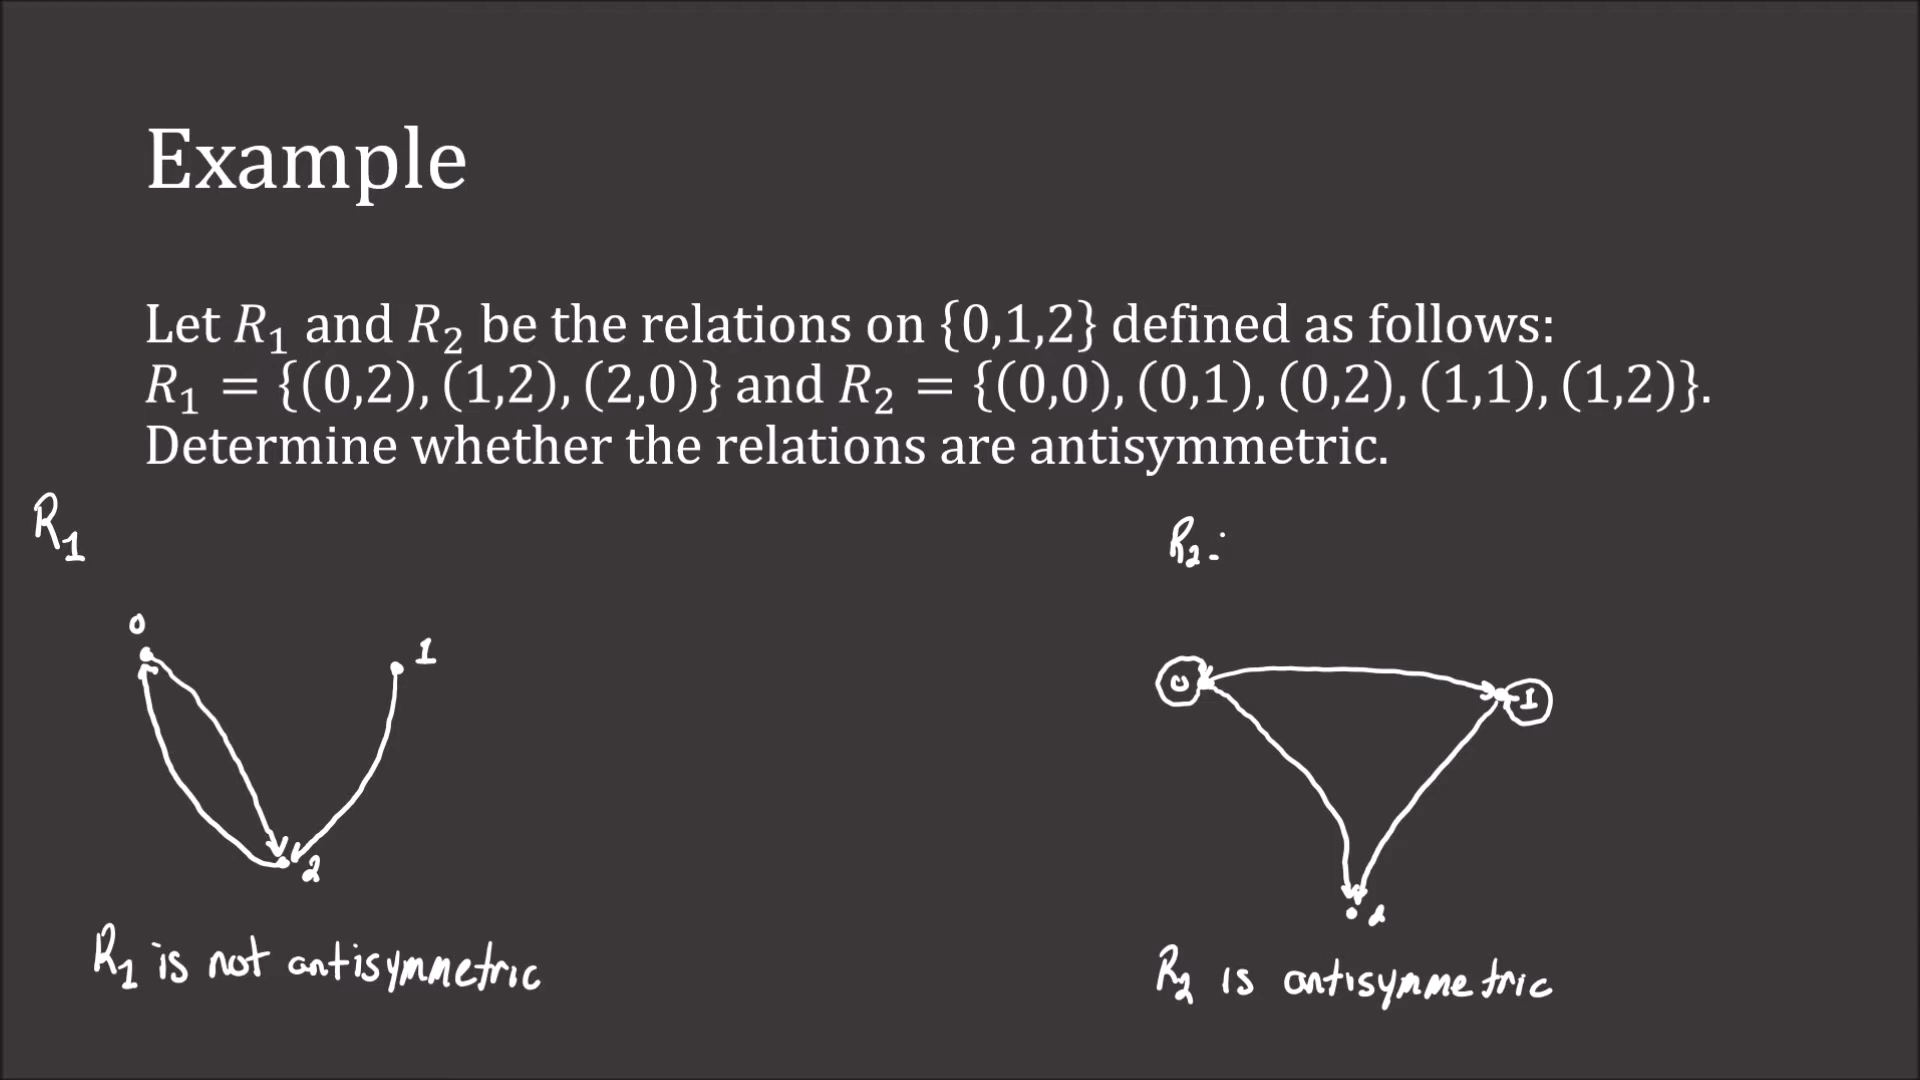 Example
Let R₁ and R₂ be the relations on {0,1,2} defined as follows:
R₁ = {(0,2), (1,2), (2,0)} and R₂ = {(0,0), (0,1), (0,2), (1,1), (1,2)}.
Determine whether the relations are antisymmetric.
R₁
R₂:
0
1
2
0
1
2
R₁ is not antisymmetric
R₂ is antisymmetric